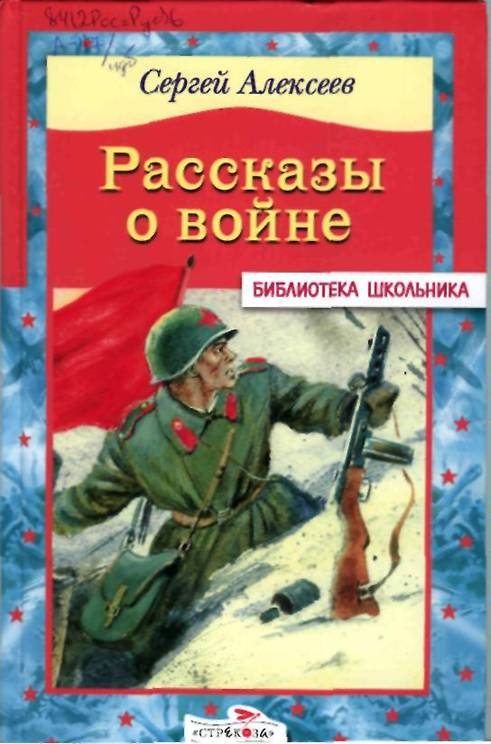 Сергей Алексеев
Рассказы
о войне
БИБЛИОТЕКА ШКОЛЬНИКА
«СТРЕКОЗА»